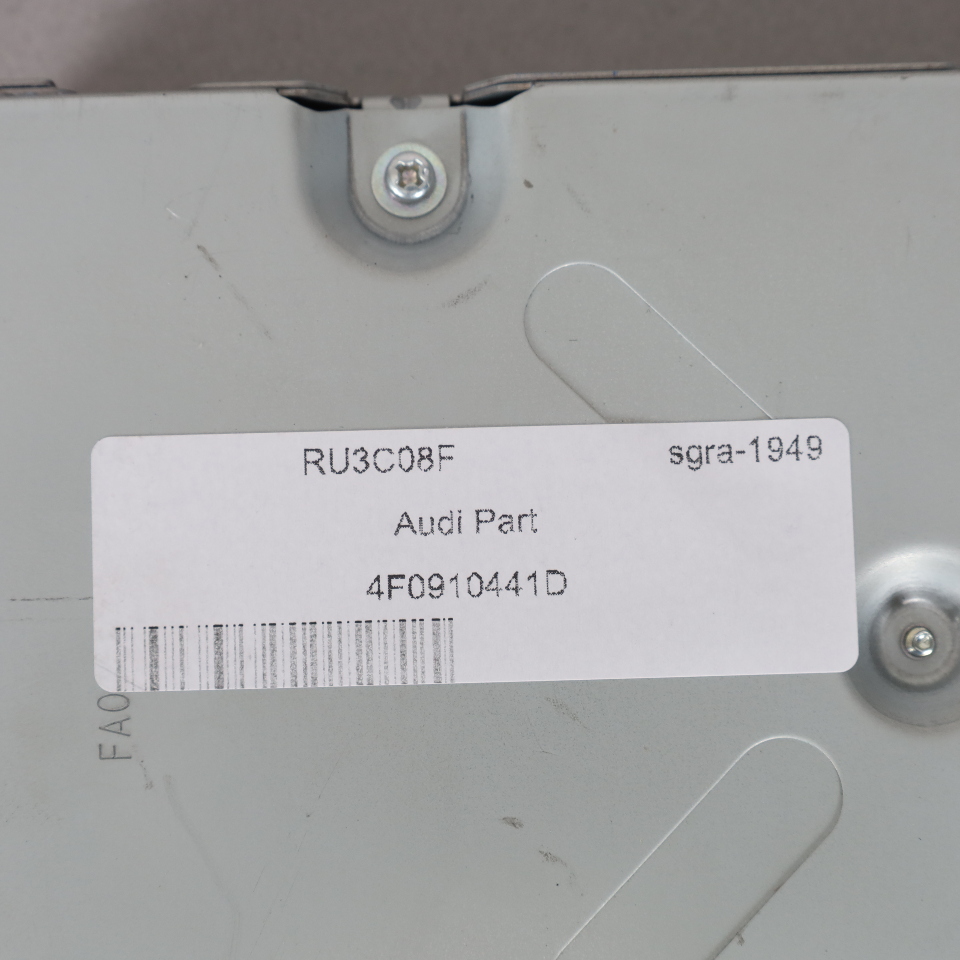 RU3C08F sgra-1949
Audi Part
4F0910441D
FA0